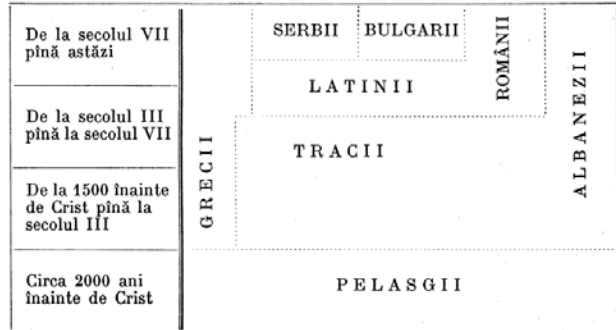 De la secolul VII
pînă astăzi
De la secolul III
pînă la secolul VII
De la 1500 înainte
de Crist pînă la
secolul III
Circa 2000 ani
înainte de Crist
SERBII
BULGARII
ROMÂNII
LATINII
ALBANEZII
TRACII
GRECII
PELASGII